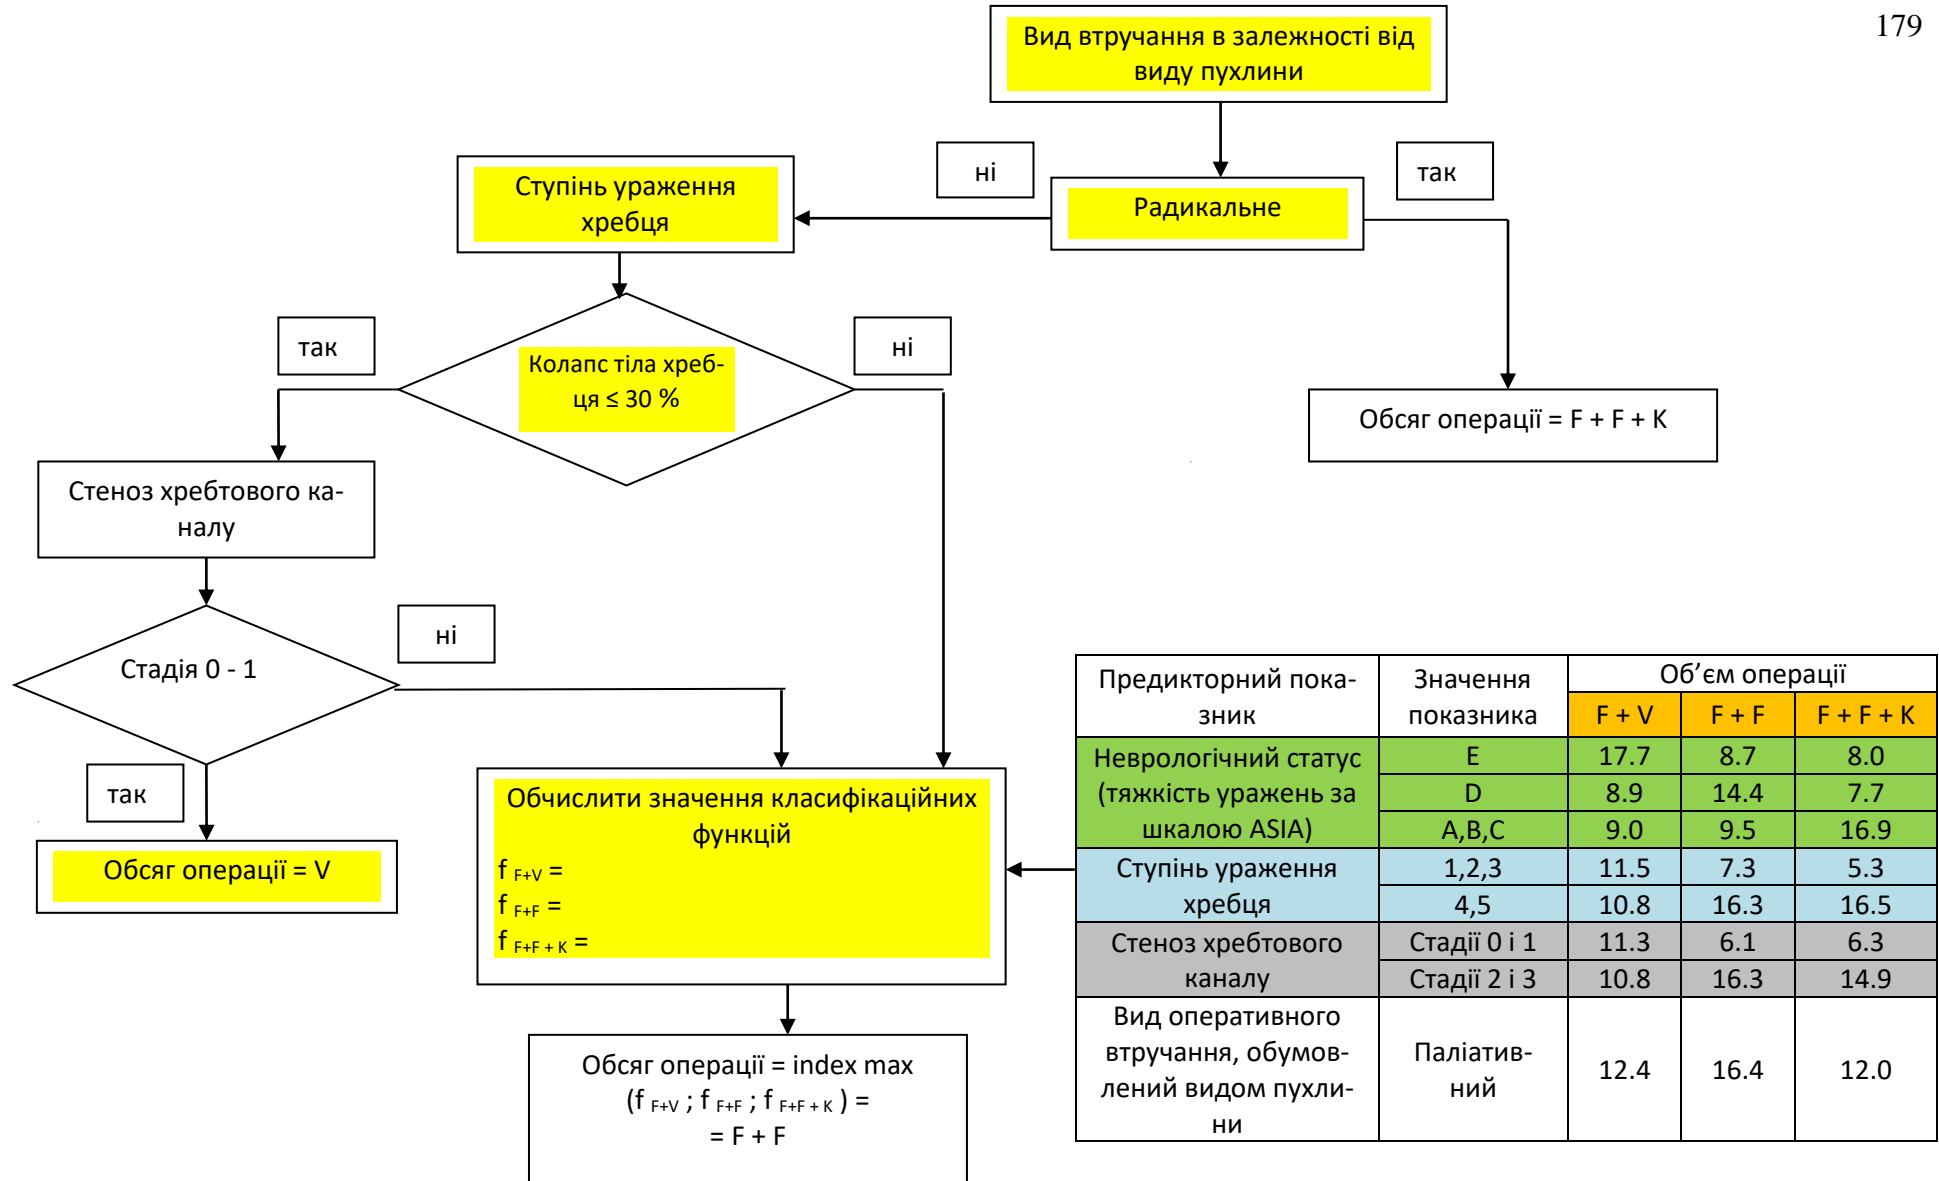 179
Вид втручання в залежності від
виду пухлини
ні
так
Радикальне
Ступінь ураження
хребця
так
ні
Колапс тіла хреб-
ця ≤ 30 %
Обсяг операції = F + F + K
Стеноз хребтового ка-
налу
ні
Стадія 0 - 1
так
Обсяг операції = V
Обчислити значення класифікаційних
функцій
f F+V =
f F+F =
f F+F + K =
Обсяг операції = index max
(f F+V ; f F+F ; f F+F + K ) =
= F + F
Предикторний пока-
зник
Значення
показника
Об’єм операції
F + V
F + F
F + F + K
Неврологічний статус
(тяжкість уражень за
шкалою ASIA)
E 17.7 8.7 8.0
D 8.9 14.4 7.7
A,B,C 9.0 9.5 16.9
Ступінь ураження
хребця
1,2,3 11.5 7.3 5.3
4,5 10.8 16.3 16.5
Стеноз хребтового
каналу
Стадії 0 і 1 11.3 6.1 6.3
Стадії 2 і 3 10.8 16.3 14.9
Вид оперативного
втручання, обумов-
лений видом пухли-
ни
Паліатив-
ний
12.4 16.4 12.0